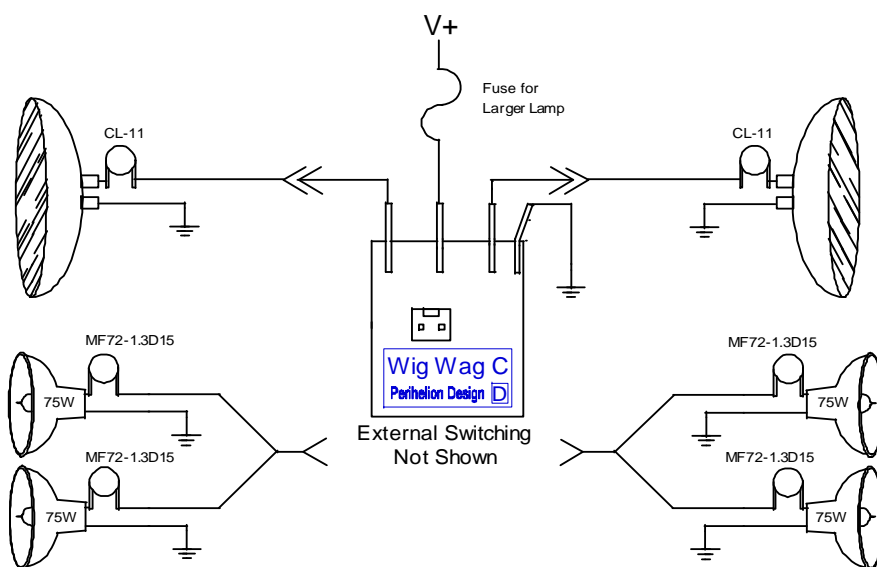 V+
Fuse for
Larger Lamp
CL-11
CL-11
MF72-1.3D15
MF72-1.3D15
75W
75W
Wig Wag C
Perihelion Design D
External Switching
Not Shown
MF72-1.3D15
MF72-1.3D15
75W
75W